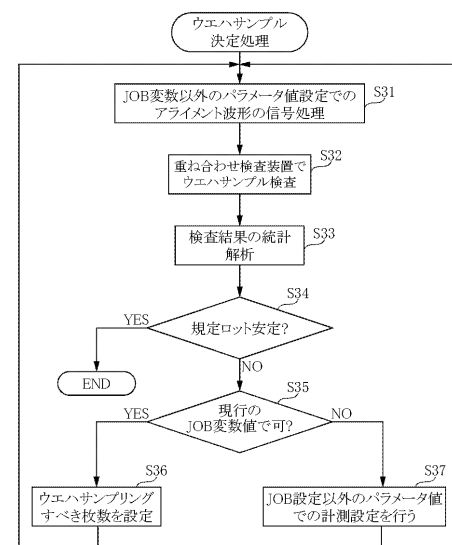 ウエハサンプル
決定処理
S31
JOB変数以外のパラメータ値設定での
アライメント波形の信号処理
S32
重ね合わせ検査装置で
ウエハサンプル検査
S33
検査結果の統計
解析
S34
規定ロット安定?
YES
END
NO
S35
現行の
JOB変数値で可?
YES
NO
S36
ウエハサンプリング
すべき枚数を設定
S37
JOB設定以外のパラメータ値
での計測設定を行う